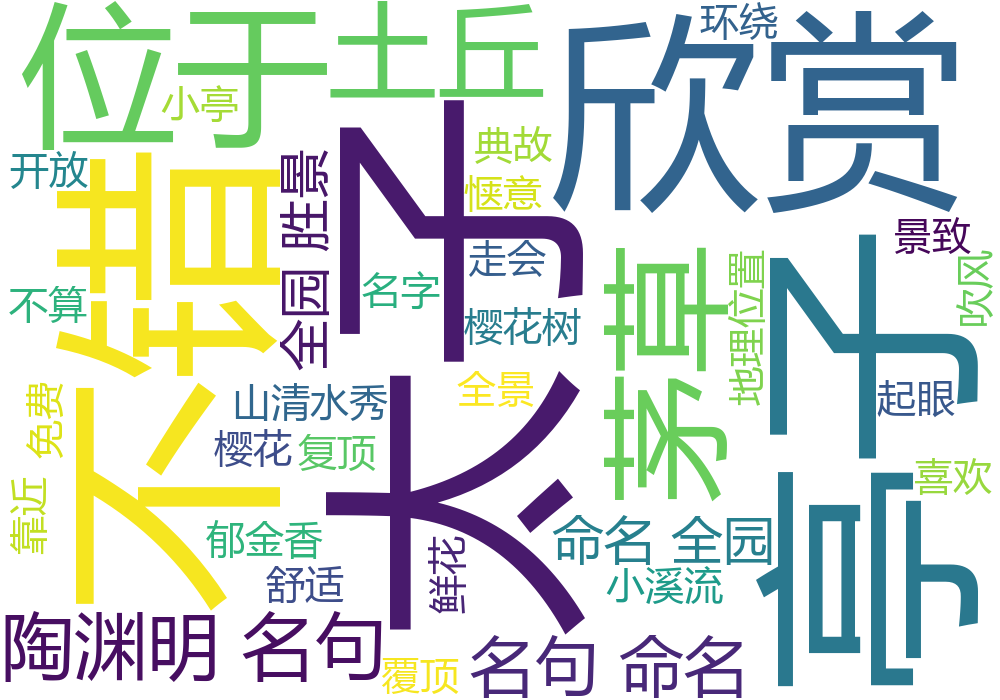 位于
土丘
欣赏
环绕
小亭
不错
太子
亭子
茅草
全园 胜景
典故
惬意
走会
名字
樱花树
开放
不算
景致
吹风
地理位置
起眼
喜欢
全景
山清水秀
樱花
复顶
免费
靠近
郁金香
舒适
鲜花
命名 全园
小溪流
陶渊明 名句
覆顶
名句 命名